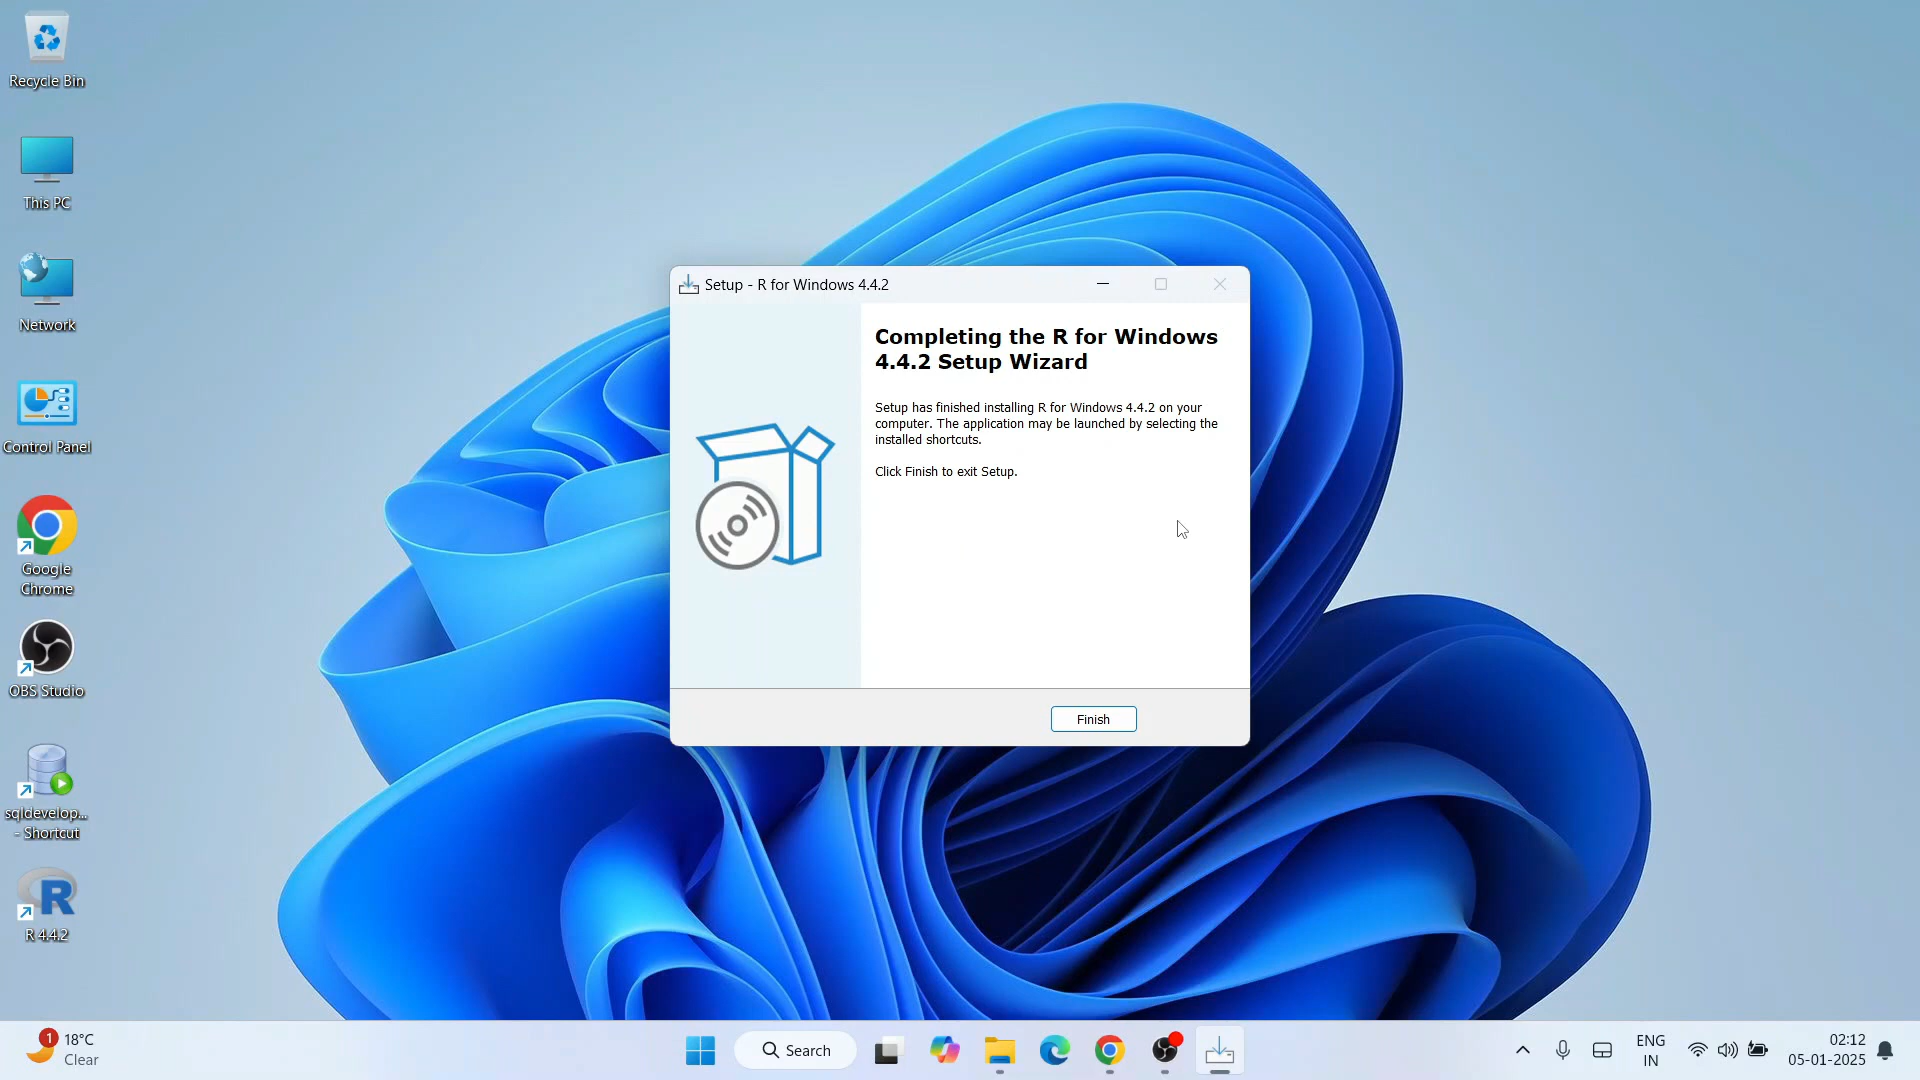 Recycle Bin
This PC
Network
Control Panel
Google
Chrome
OBS Studio
sqldevelop...
- Shortcut
R 4.4.2
Setup - R for Windows 4.4.2
Completing the R for Windows
4.4.2 Setup Wizard
Setup has finished installing R for Windows 4.4.2 on your
computer. The application may be launched by selecting the
installed shortcuts.
Click Finish to exit Setup.
Finish
1
18°C
Clear
Search
ENG
IN
02:12
05-01-2025